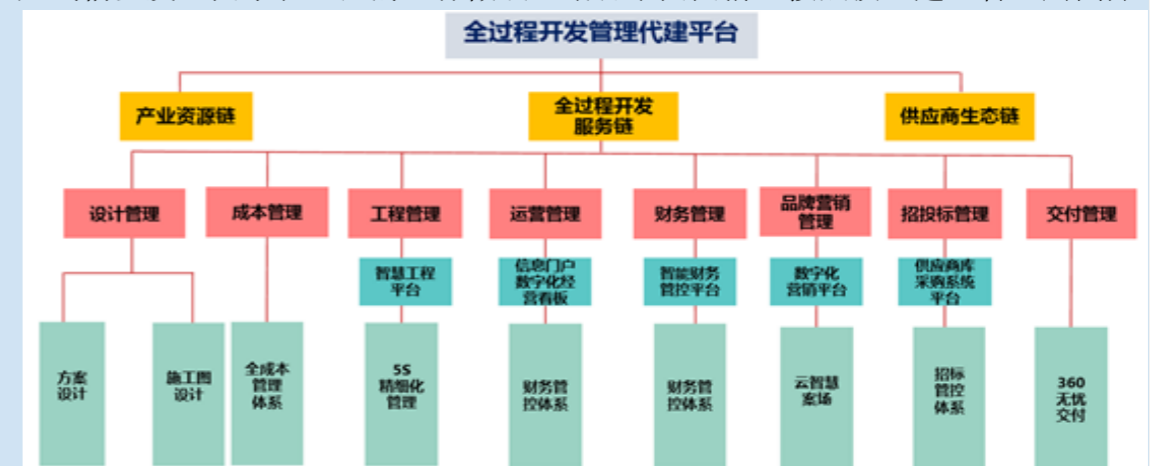 全过程开发管理代建平台
产业资源链
全过程开发
服务链
供应商生态链
设计管理
成本管理
工程管理
运营管理
财务管理
品牌营销
管理
招投标管理
交付管理
智慧工程
平台
信息门户
数字化经
营看板
智能财务
管控平台
数字化
营销平台
供应商库
采购系统
平台
方案
设计
施工图
设计
全成本
管理
体系
5S
精细化
管理
财务管
控体系
财务管
控体系
云智慧
案场
招标
管控
体系
360
无忧
交付